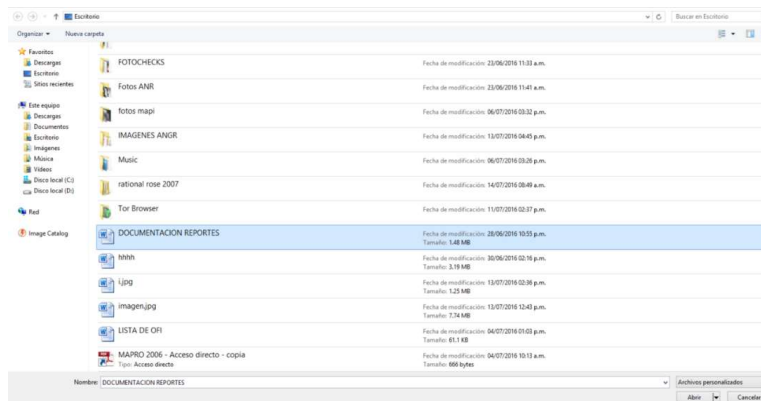 Escritorio
Buscar en Escritorio
Organizar
Nueva carpeta
Favoritos
Descargas
Escritorio
Sitios recientes
Este equipo
Descargas
Documentos
Escritorio
Imágenes
Música
Vídeos
Disco local (C:)
Disco local (D:)
Red
Image Catalog
FOTOCHECKS
Fecha de modificación: 23/06/2016 11:33 a.m.
Fotos ANR
Fecha de modificación: 23/06/2016 11:41 a.m.
fotos mapi
Fecha de modificación: 06/07/2016 03:32 p.m.
IMAGENES ANGR
Fecha de modificación: 13/07/2016 04:45 p.m.
Music
Fecha de modificación: 06/07/2016 03:26 p.m.
rational rose 2007
Fecha de modificación: 14/07/2016 08:49 a.m.
Tor Browser
Fecha de modificación: 11/07/2016 02:37 p.m.
DOCUMENTACION REPORTES
Fecha de modificación: 28/06/2016 10:55 p.m.
Tamaño: 1.48 MB
hhhh
Fecha de modificación: 30/06/2016 02:16 p.m.
Tamaño: 3.19 MB
i.jpg
Fecha de modificación: 13/07/2016 02:36 p.m.
Tamaño: 1.25 MB
imagen.jpg
Fecha de modificación: 13/07/2016 12:43 p.m.
Tamaño: 7.74 MB
LISTA DE OFI
Fecha de modificación: 04/07/2016 01:03 p.m.
Tamaño: 61.1 KB
MAPRO 2006 - Acceso directo - copia
Tipo: Acceso directo
Fecha de modificación: 04/07/2016 10:13 a.m.
Tamaño: 666 bytes
Nombre: DOCUMENTACION REPORTES
Archivos personalizados
Abrir
Cancelar